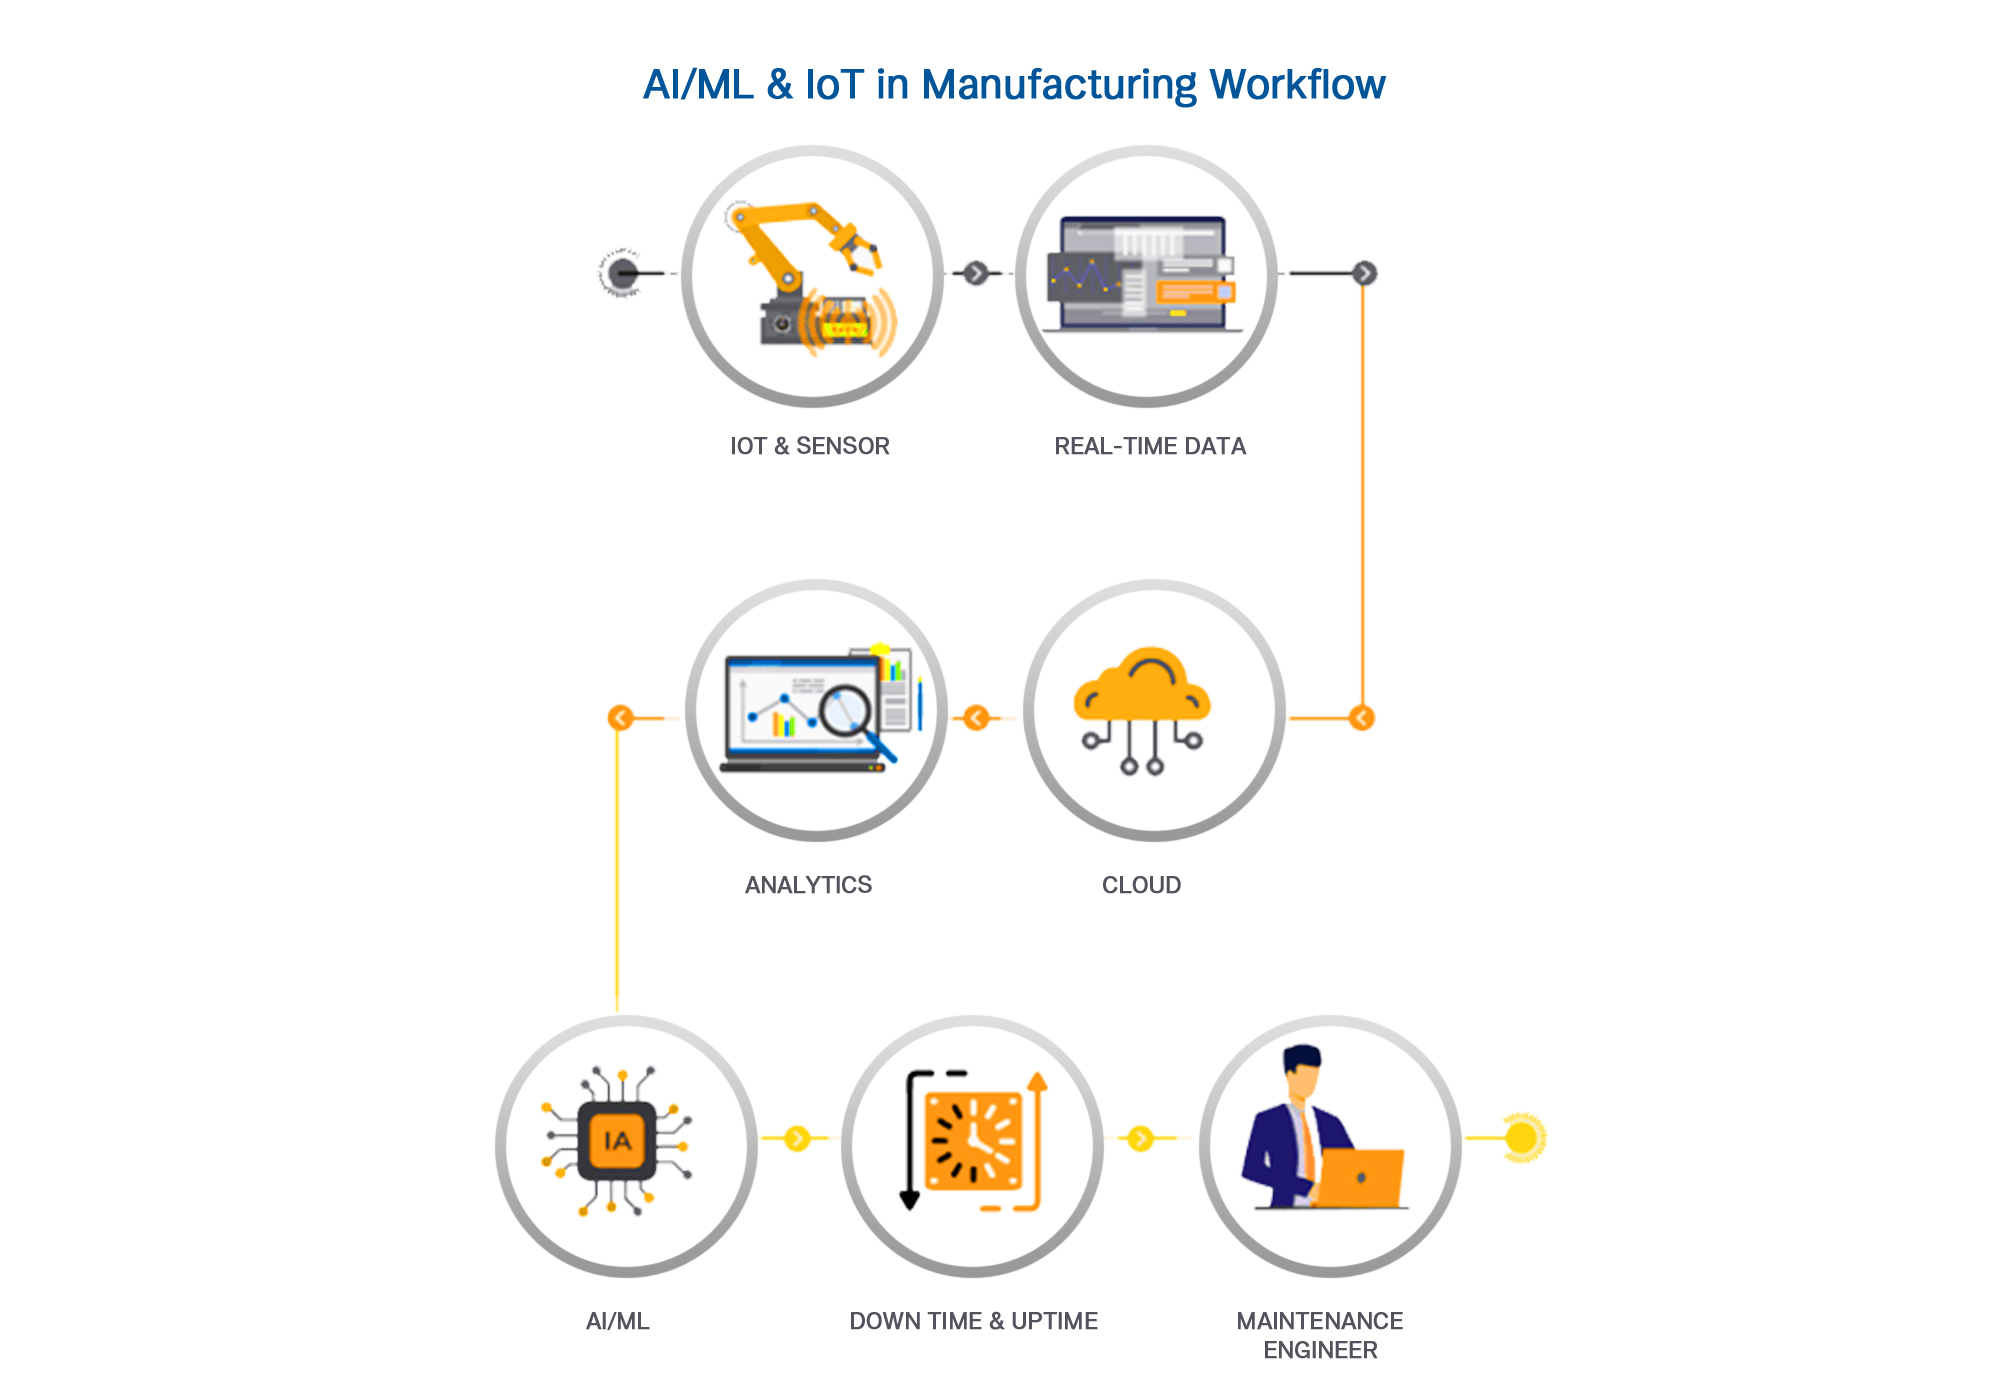 AI/ML & IoT in Manufacturing Workflow
IOT & SENSOR
REAL-TIME DATA
ANALYTICS
CLOUD
IA
AI/ML
DOWN TIME & UPTIME
MAINTENANCE
ENGINEER